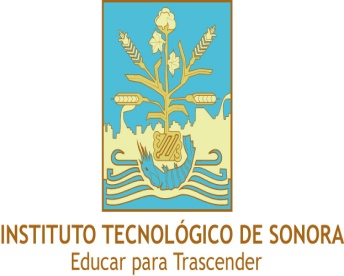 INSTITUTO TECNOLÓGICO DE SONORA
Educar para Trascender